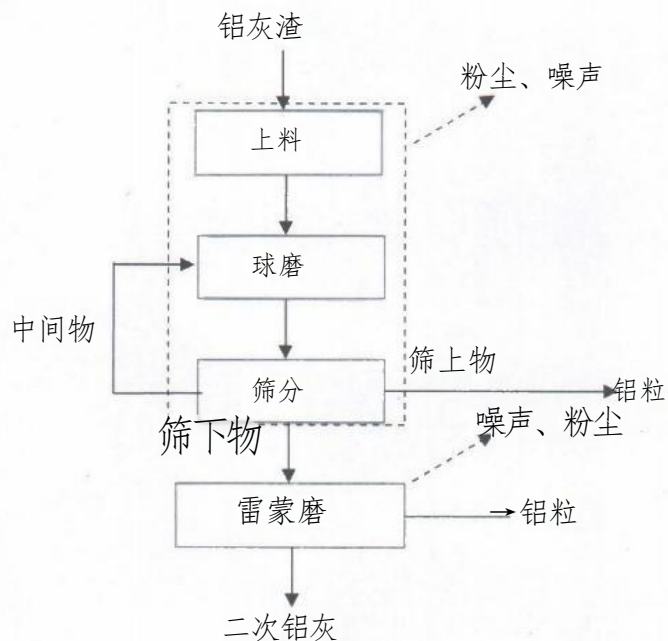 铝灰渣
粉尘、噪声
上料
球磨
中间物
筛上物
筛分
铝粒
筛下物
噪声、粉尘
雷蒙磨
铝粒
二次铝灰